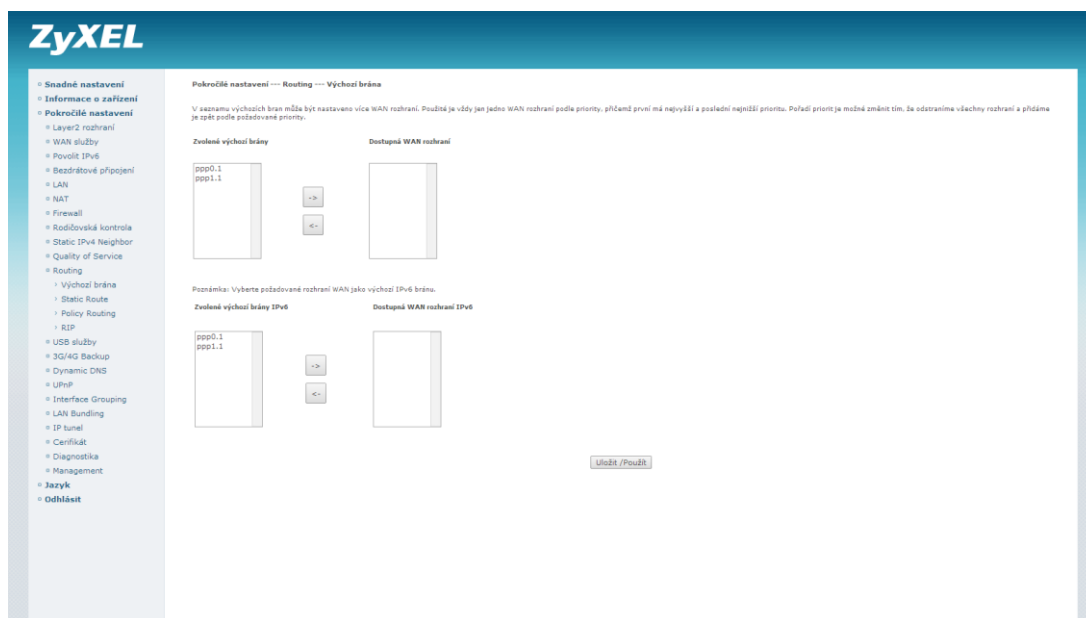 ZyXEL
Snadné nastavení
Informace o zařízení
Pokročilé nastavení
Layer2 rozhraní
WAN služby
Povolit IPv6
Bezdrátové připojení
LAN
NAT
Firewall
Rodičovská kontrola
Static IPv4 Neighbor
Quality of Service
Routing
Výchozí brána
Static Route
Policy Routing
RIP
USB služby
3G/4G Backup
Dynamic DNS
UPnP
Interface Grouping
LAN Bundling
IP tunel
Cerifikát
Diagnostika
Management
Jazyk
Odhlásit
Pokročilé nastavení --- Routing --- Výchozí brána
V seznamu výchozích bran může být nastaveno více WAN rozhraní. Použité je vždy jen jedno WAN rozhraní podle priority, přičemž první má nejvyšší a poslední nejnižší prioritu. Pořadí priorit je možné změnit tím, že odstraníme všechny rozhraní a přidáme
je zpět podle požadované priority.
Zvolené výchozí brány
Dostupná WAN rozhraní
ppp0.1
ppp1.1
->
<-
Poznámka: Vyberte požadované rozhraní WAN jako výchozí IPv6 bránu.
Zvolené výchozí brány IPv6
Dostupná WAN rozhraní IPv6
ppp0.1
ppp1.1
->
<-
Uložit /Použít